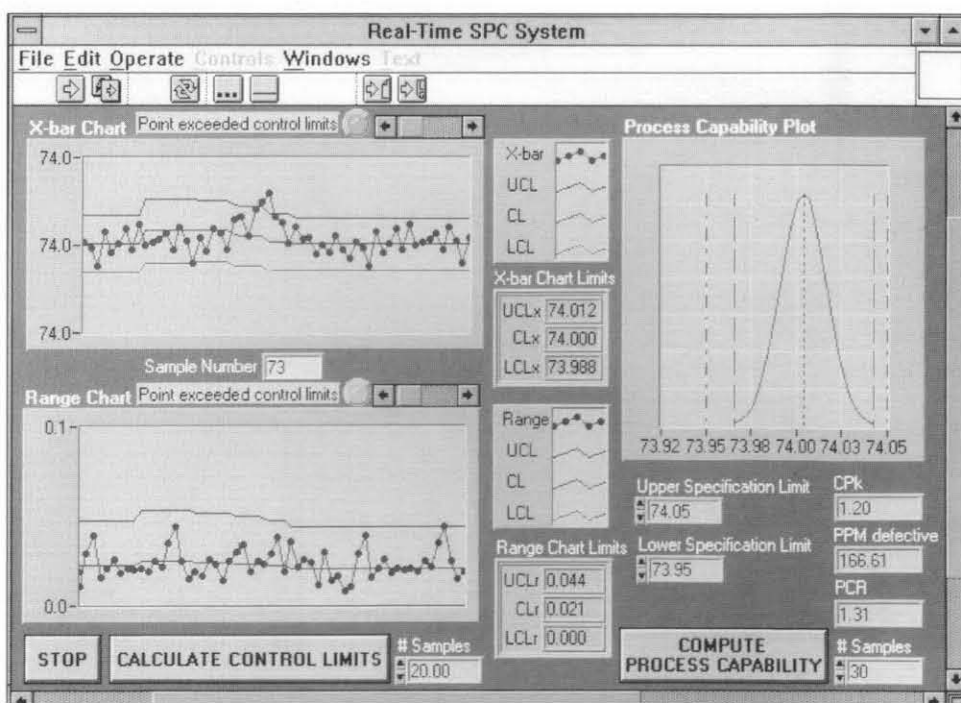 Real-Time SPC System
File Edit Operate Controls Windows Text
X-bar Chart
Point exceeded control limits
74.0
74.0
74.0
Sample Number 73
Range Chart
Point exceeded control limits
0.1
0.0
STOP
CALCULATE CONTROL LIMITS
# Samples
20.00
X-bar
UCL
CL
LCL
X-bar Chart Limits
UCLx 74.012
CLx 74.000
LCLx 73.988
Range
UCL
CL
LCL
Range Chart Limits
UCLr 0.044
CLr 0.021
LCLr 0.000
Process Capability Plot
73.92 73.95 73.98 74.00 74.03 74.05
Upper Specification Limit
74.05
Lower Specification Limit
73.95
CPk
1.20
PPM defective
166.61
PCR
1.31
COMPUTE
PROCESS CAPABILITY
# Samples
30